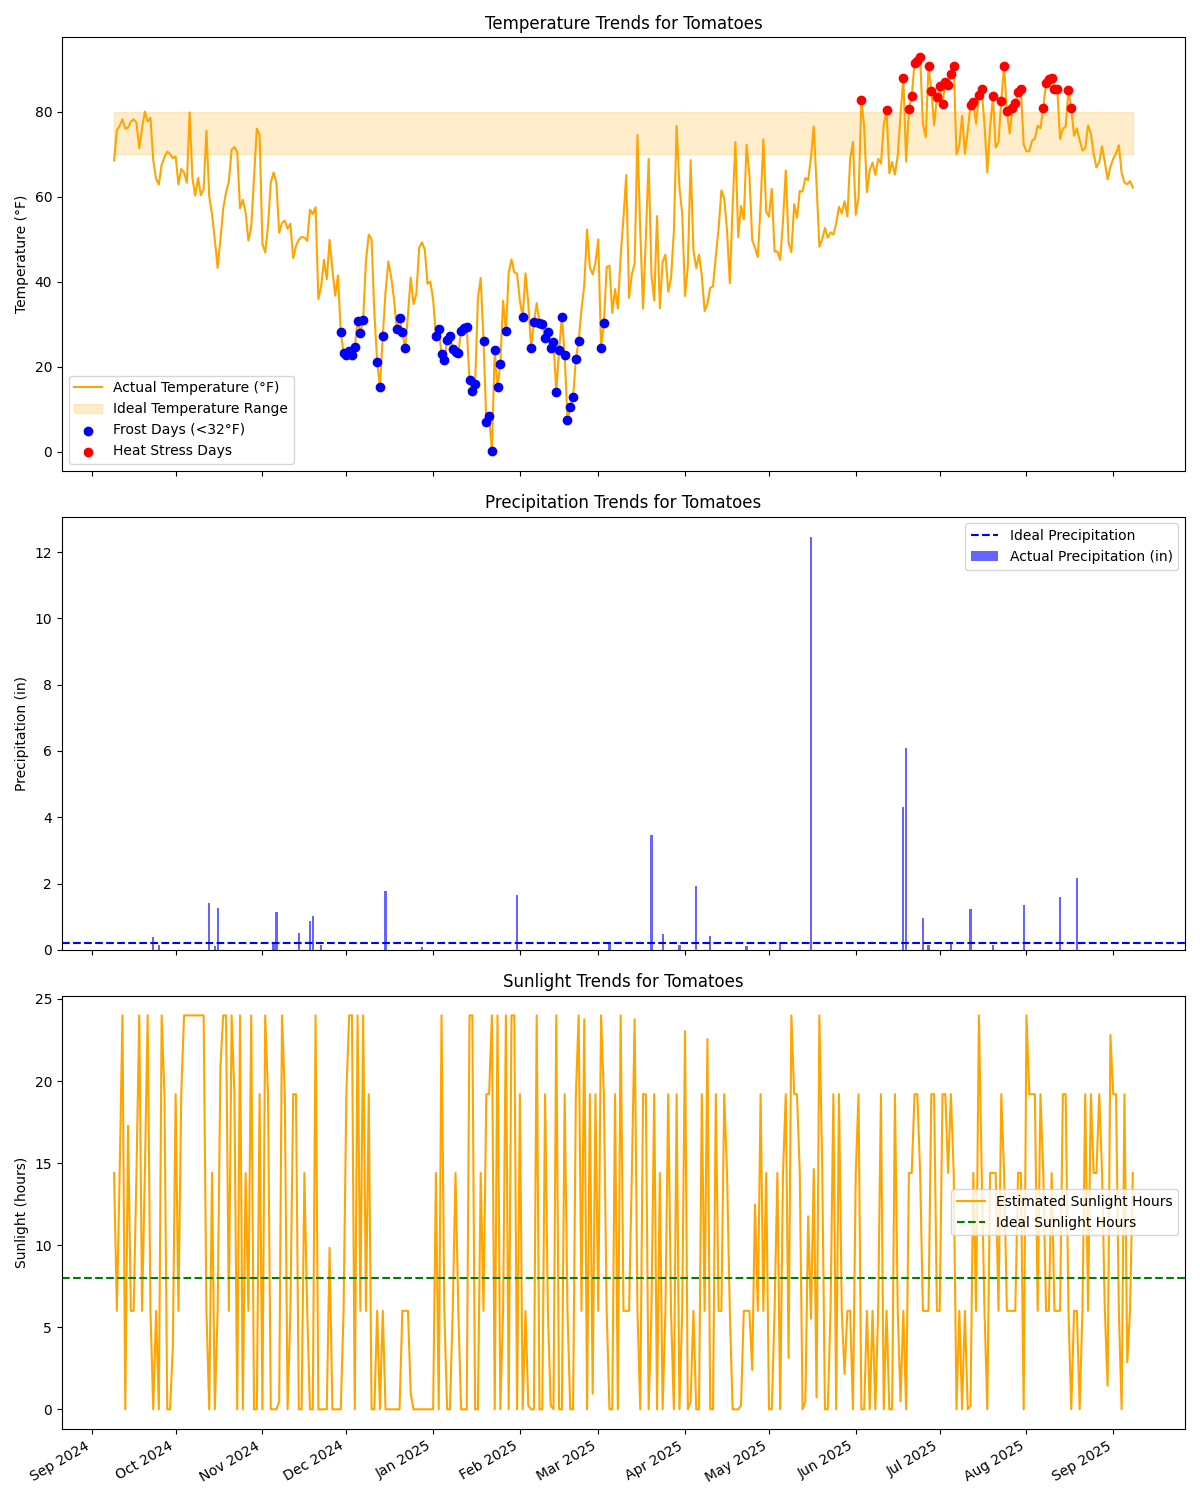 Temperature Trends for Tomatoes
Temperature (°F)
80
60
40
20
0
Actual Temperature (°F)
Ideal Temperature Range
Frost Days (<32°F)
Heat Stress Days
Precipitation Trends for Tomatoes
Precipitation (in)
12
10
8
6
4
2
0
Ideal Precipitation
Actual Precipitation (in)
Sunlight Trends for Tomatoes
Sunlight (hours)
25
20
15
10
5
0
Estimated Sunlight Hours
Ideal Sunlight Hours
Sep 2024
Oct 2024
Nov 2024
Dec 2024
Jan 2025
Feb 2025
Mar 2025
Apr 2025
May 2025
Jun 2025
Jul 2025
Aug 2025
Sep 2025